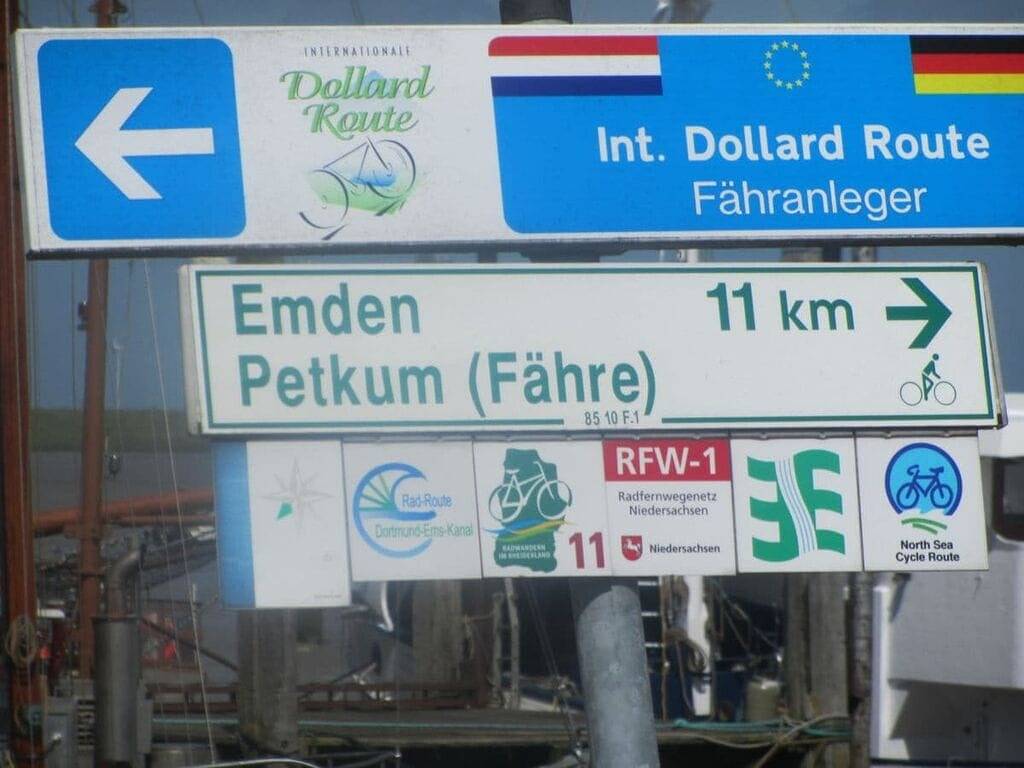 INTERNATIONALE
Dollard
Route
Int. Dollard Route
Fähranleger
Emden
11 km
Petkum (Fähre)
85 10 F.1
Rad-Route
Dortmund-Ems-Kanal
RADWANDERN
IM RHEIDERLAND
11
RFW-1
Radfernwegenetz
Niedersachsen
Niedersachsen
North Sea
Cycle Route